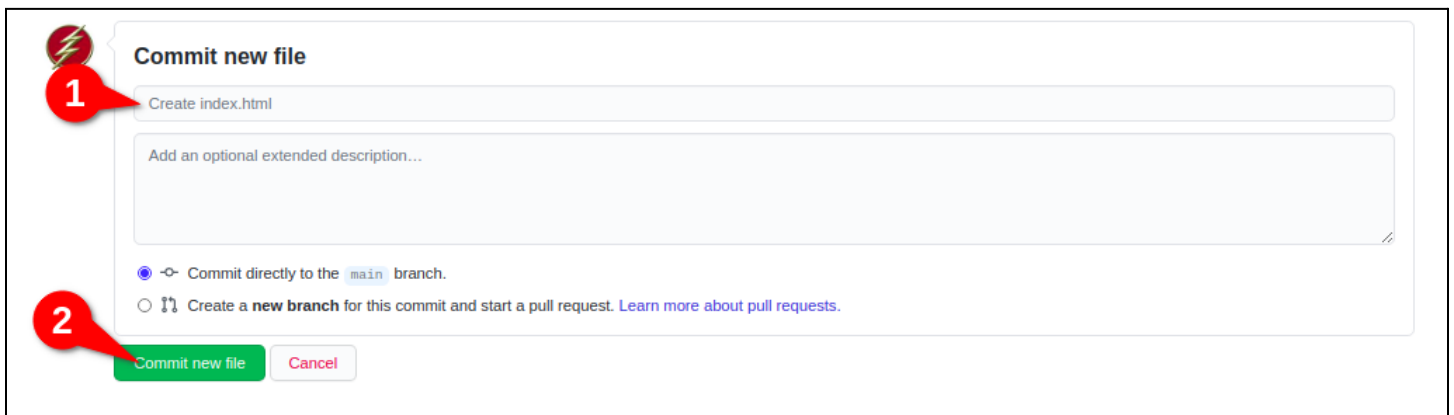 Commit new file
1
Create index.html
Add an optional extended description…
Commit directly to the main branch.
Create a new branch for this commit and start a pull request. Learn more about pull requests.
2
Commit new file
Cancel